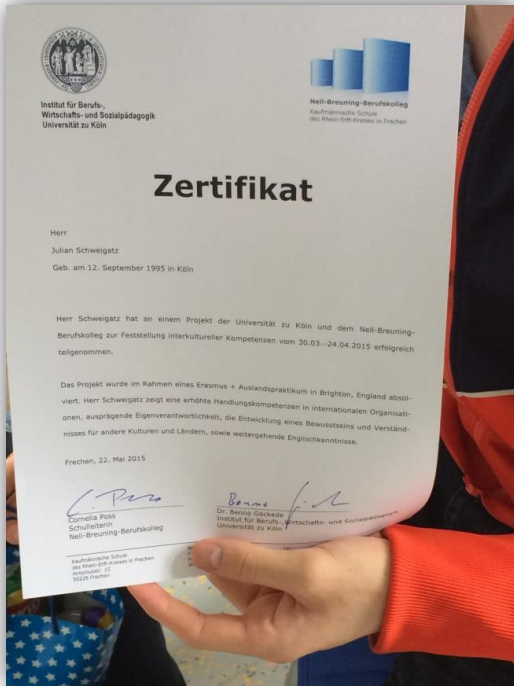 Institut für Berufs-,
Wirtschafts- und Sozialpädagogik
Universität zu Köln
Nell-Breuning-Berufskolleg
Kaufmännische Schule
des Rhein-Erft-Kreises in Frechen
Zertifikat
Herr
Julian Schweigatz
Geb. am 12. September 1995 in Köln
Herr Schweigatz hat an einem Projekt der Universität zu Köln und dem Nell-Breuning-
Berufskolleg zur Feststellung interkultureller Kompetenzen vom 30.03.-24.04.2015 erfolgreich
teilgenommen.
Das Projekt wurde im Rahmen eines Erasmus + Auslandspraktikum in Brighton, England absol-
viert. Herr Schweigatz zeigt eine erhöhte Handlungskompetenzen in internationalen Organisati-
onen, ausprägende Eigenverantwortlichkeit, die Entwicklung eines Bewusstseins und Verständ-
nisses für andere Kulturen und Ländern, sowie weitergehende Englischkenntnisse.
Frechen, 22. Mai 2015
C. Poss
Cornelia Poss
Schulleiterin
Nell-Breuning-Berufskolleg
Benno
Dr. Benno Göckede
Institut für Berufs-,Wirtschafts- und Sozialpädagogik
Universität zu Köln
Kaufmännische Schule
des Rhein-Erft-Kreises in Frechen
Antoniusstr. 15
50226 Frechen